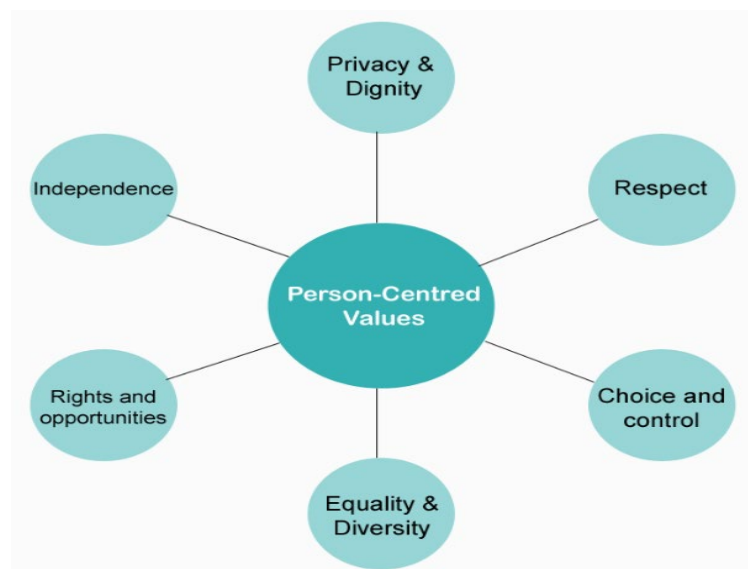 Privacy &
Dignity
Independence
Respect
Person-Centred
Values
Rights and
opportunities
Choice and
control
Equality &
Diversity